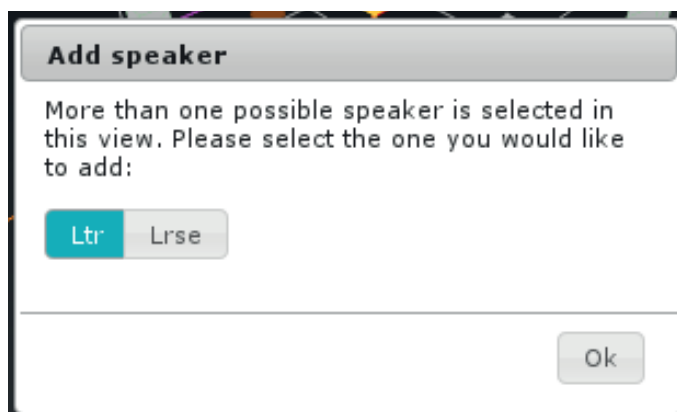 Add speaker
More than one possible speaker is selected in
this view. Please select the one you would like
to add:
Ltr Lrse
Ok